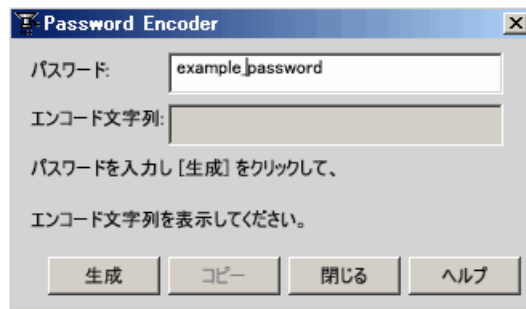 Password Encoder
パスワード: example_password
エンコード文字列:
パスワードを入力し [生成] をクリックして、
エンコード文字列を表示してください。
生成 コピー 閉じる ヘルプ